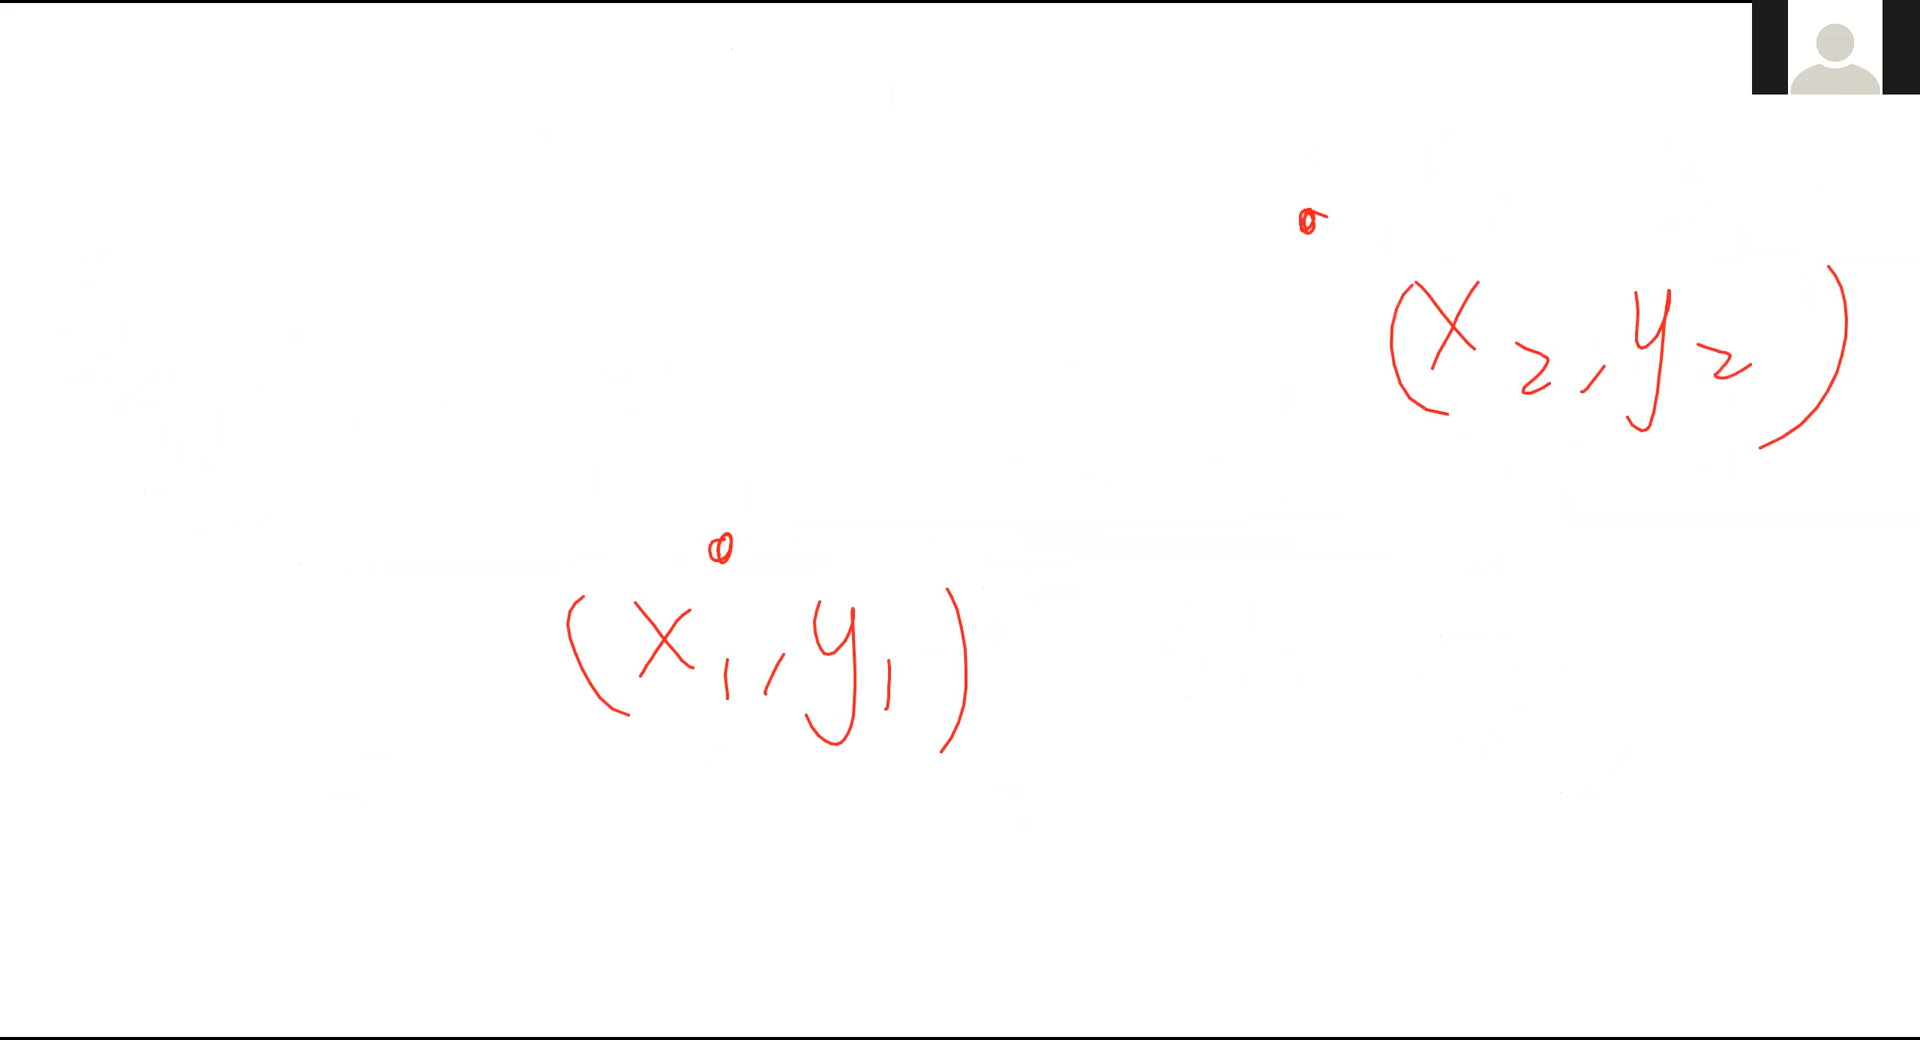 (x₂, y₂)
(x₁, y₁)